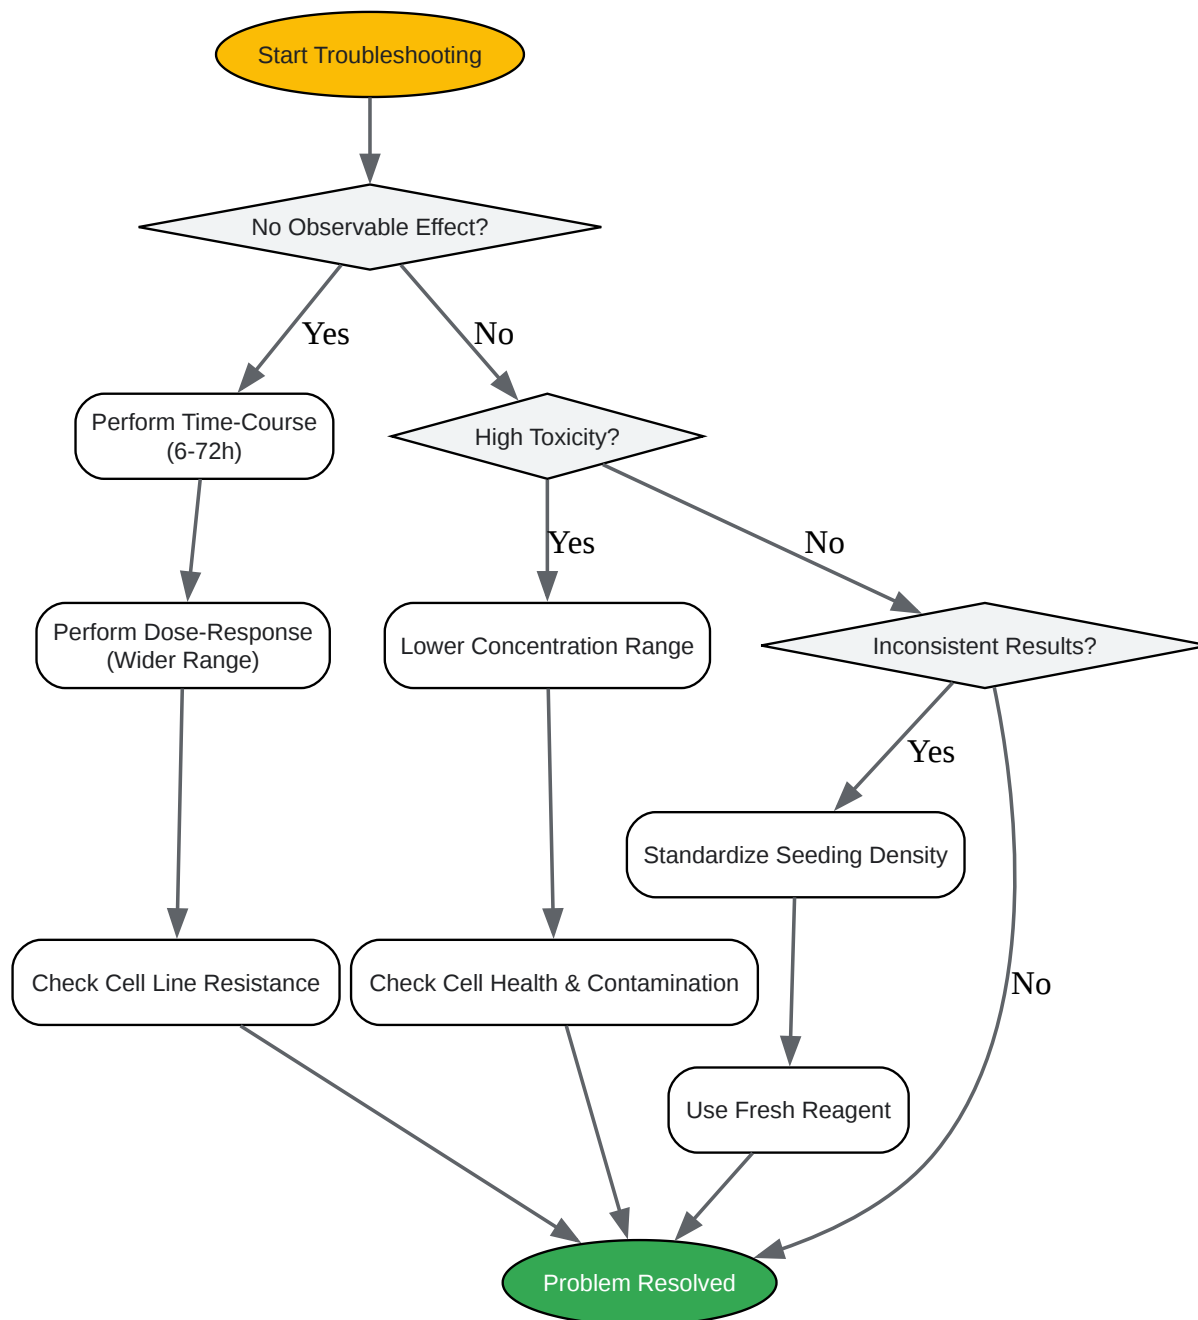 Start Troubleshooting
No Observable Effect?
Yes
No
Perform Time-Course
(6-72h)
High Toxicity?
Yes
No
Perform Dose-Response
(Wider Range)
Lower Concentration Range
Inconsistent Results?
Yes
Standardize Seeding Density
Check Cell Line Resistance
Check Cell Health & Contamination
No
Use Fresh Reagent
Problem Resolved